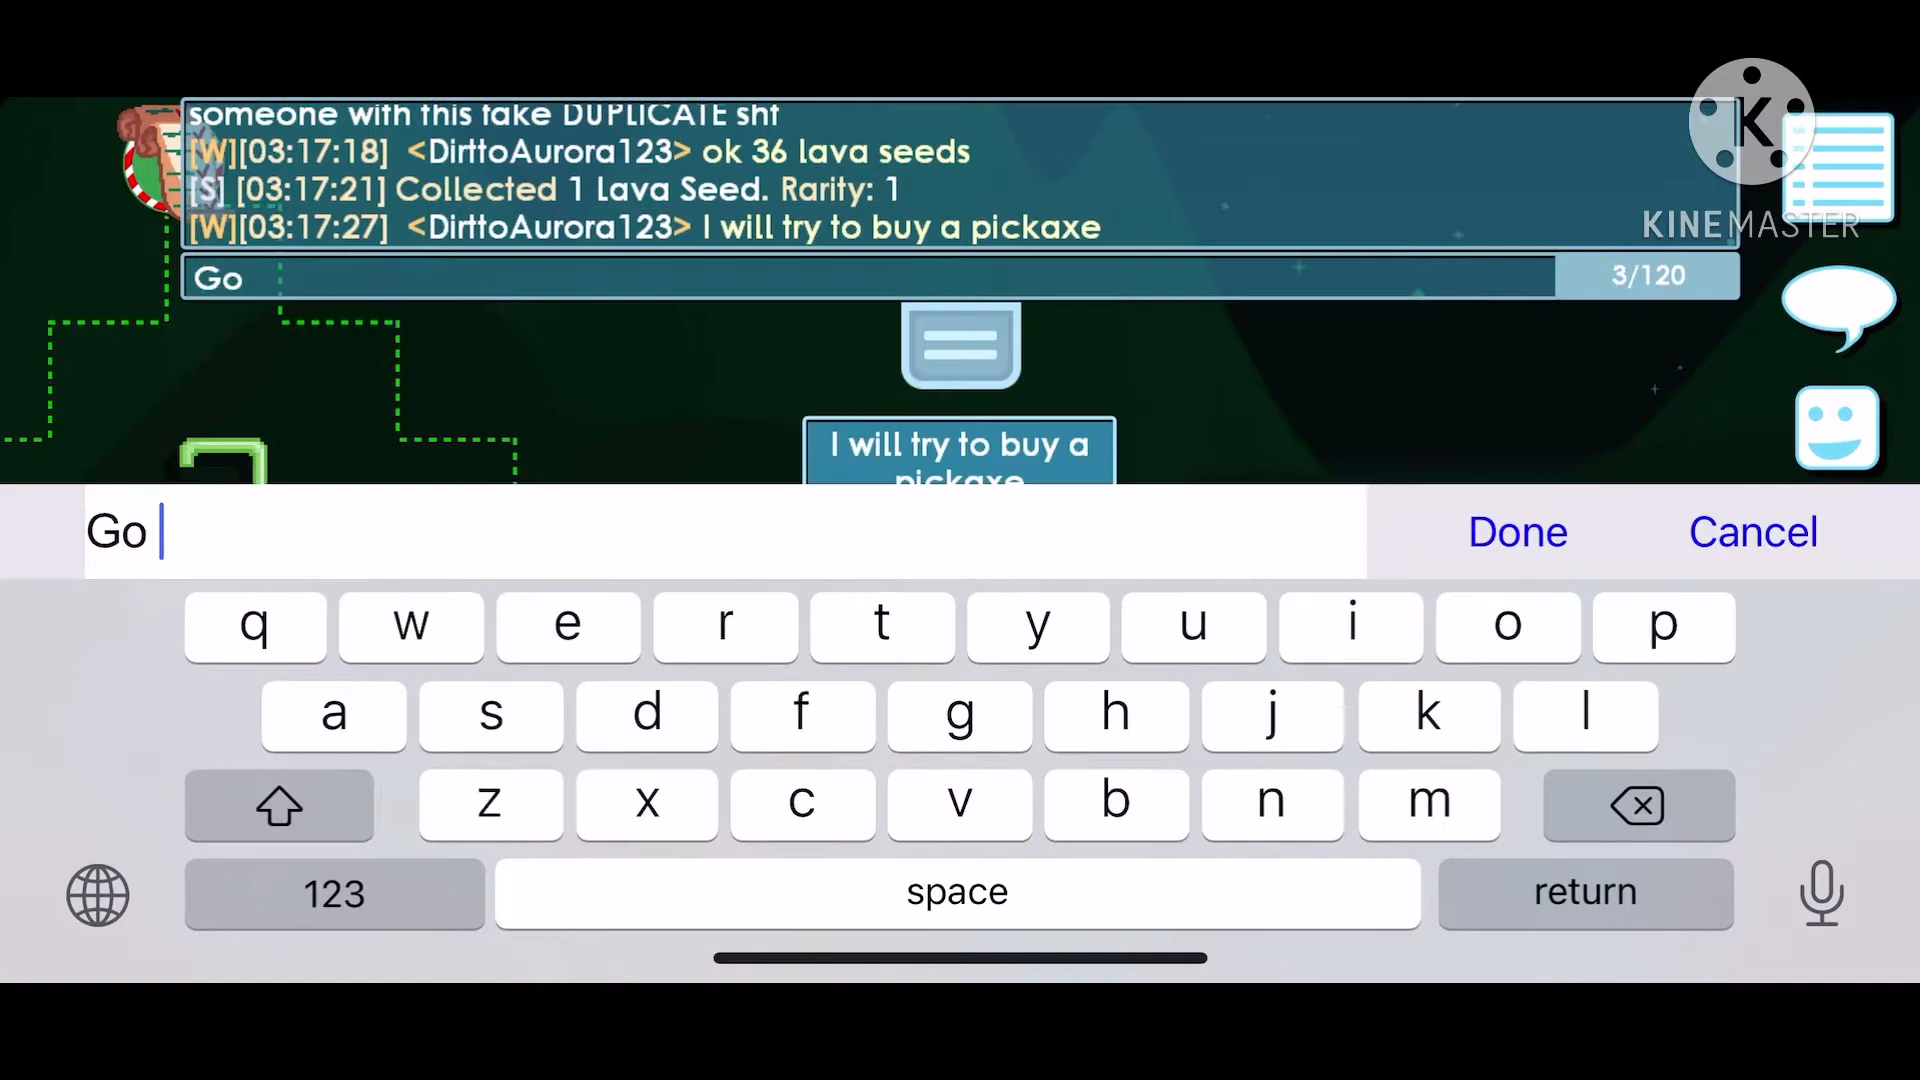 someone with this fake DUPLICATE sht
[W][03:17:18] <DirttoAurora123> ok 36 lava seeds
[S] [03:17:21] Collected 1 Lava Seed. Rarity: 1
[W][03:17:27] <DirttoAurora123> I will try to buy a pickaxe
KINEMASTER
Go
3/120
I will try to buy a
pickaxe
Go
Done
Cancel
q w e r t y u i o p
a s d f g h j k l
z x c v b n m
123
space
return